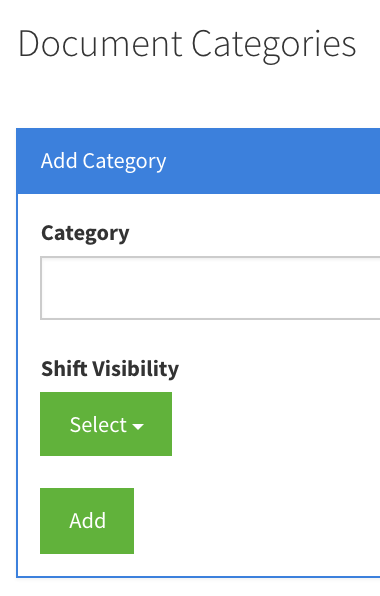 Document Categories
Add Category
Category
Shift Visibility
Select
Add